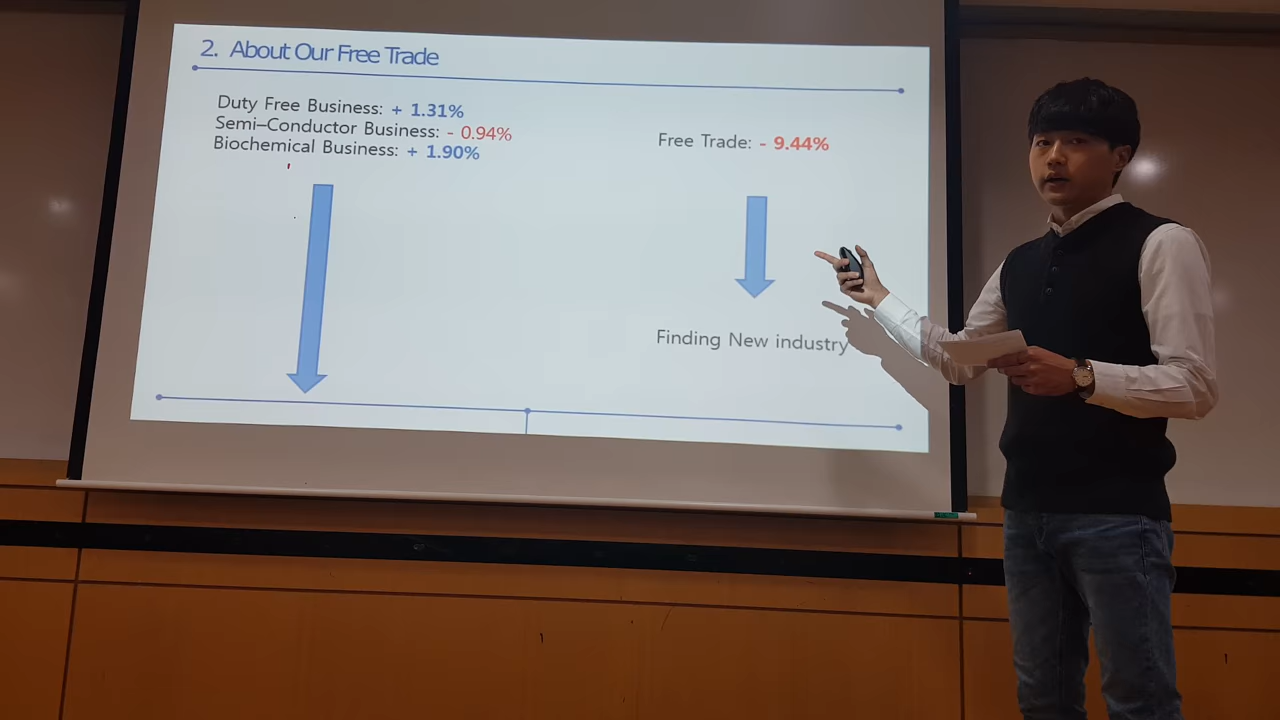 2. About Our Free Trade
Duty Free Business: + 1.31%
Semi–Conductor Business: - 0.94%
Biochemical Business: + 1.90%
Free Trade: - 9.44%
Finding New industry